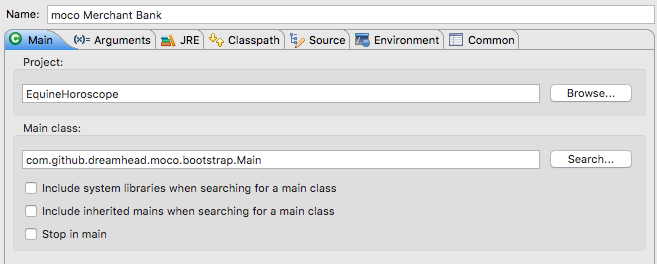 Name: moco Merchant Bank
Main (x)= Arguments JRE Classpath Source Environment Common
Project:
EquineHoroscope Browse...
Main class:
com.github.dreamhead.moco.bootstrap.Main Search...
Include system libraries when searching for a main class
Include inherited mains when searching for a main class
Stop in main